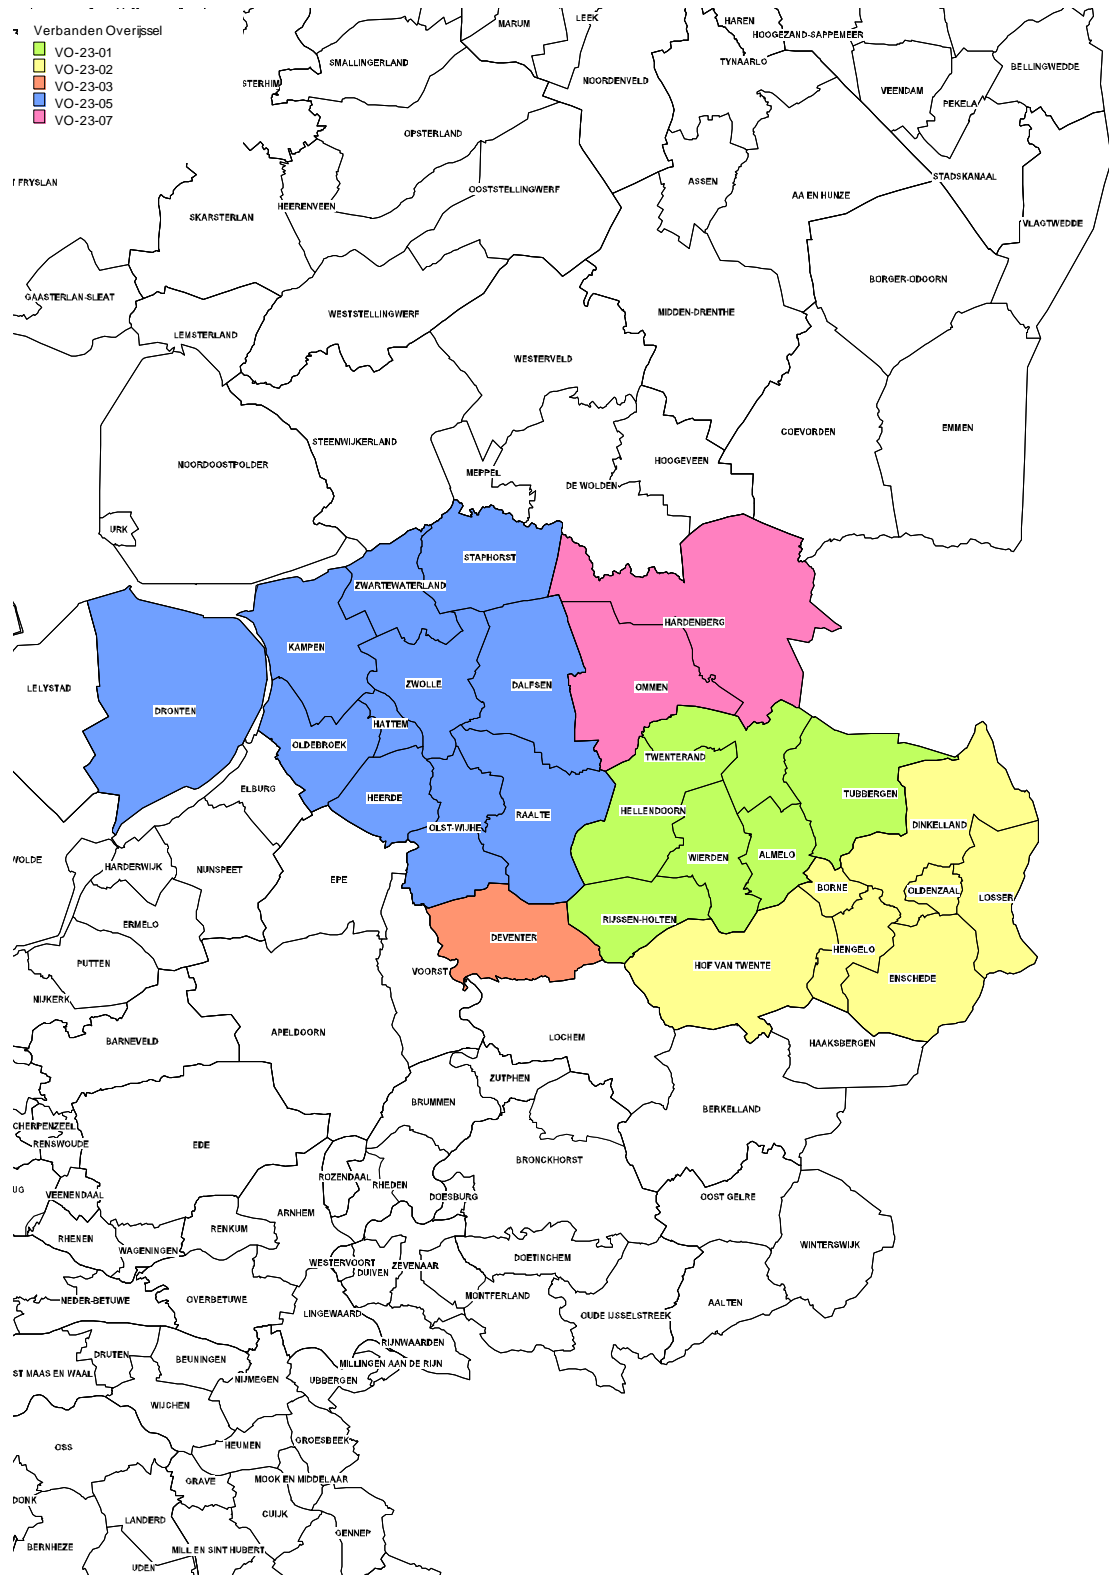 Verbanden Overijssel
VO-23-01
VO-23-02
VO-23-03
VO-23-05
VO-23-07
MARUM
LEEK
HAREN
HOOGEZAND-SAPPEMEER
SMALLINGERLAND
TYNAARLO
BELLINGWEDDE
STERHIM
NOORDENVELD
VEENDAM
PEKELA
OPSTERLAND
T FRYSLAN
ASSEN
STADSKANAAL
OOSTSTELLINGWERF
AA EN HUNZE
HEERENVEEN
SKARSTERLAN
VLAGTWEDDE
BORGER-ODOORN
GAASTERLAN-SLEAT
WESTSTELLINGWERF
MIDDEN-DRENTHE
LEMSTERLAND
WESTERVELD
EMMEN
COEVORDEN
STEENWIJKERLAND
NOORDOOSTPOLDER
HOOGEVEEN
MEPPEL
DE WOLDEN
URK
STAPHORST
ZWARTEWATERLAND
HARDENBERG
KAMPEN
ZWOLLE
DALFSEN
OMMEN
LELYSTAD
DRONTEN
HATTEM
OLDEBROEK
TWENTERAND
ELBURG
HEERDE
TUBBERGEN
HELLENDOORN
RAALTE
DINKELLAND
OLST-WIJHE
WIERDEN
ALMELO
WOLDE
HARDERWIJK
NUNSPEET
EPE
BORNE
OLDENZAAL
LOSSER
ERMELO
RIJSSEN-HOLTEN
DEVENTER
HENGELO
PUTTEN
HOF VAN TWENTE
VOORST
ENSCHEDE
NIJKERK
APELDOORN
LOCHEM
BARNEVELD
HAAKSBERGEN
ZUTPHEN
BRUMMEN
BERKELLAND
CHERPENZEEL
RENSWOUDE
EDE
BRONCKHORST
ROZENDAAL
RHEDEN
UG
VEENENDAAL
DOESBURG
OOST GELRE
ARNHEM
RENKUM
RHENEN
WAGENINGEN
WINTERSWIJK
DOETINCHEM
WESTERVOORT
ZEVENAAR
DUIVEN
MONTFERLAND
NEDER-BETUWE
OVERBETUWE
AALTEN
LINGEWAARD
OUDE IJSSELSTREEK
RIJNWAARDEN
DRUTEN
BEUNINGEN
MILLINGEN AAN DE RIJN
ST MAAS EN WAAL
NIJMEGEN
UBBERGEN
WIJCHEN
GROESBEEK
OSS
HEUMEN
GRAVE
MOOK EN MIDDELAAR
DONK
LANDERD
CUIJK
GENNEP
BERNHEZE
MILL EN SINT HUBERT
UDEN